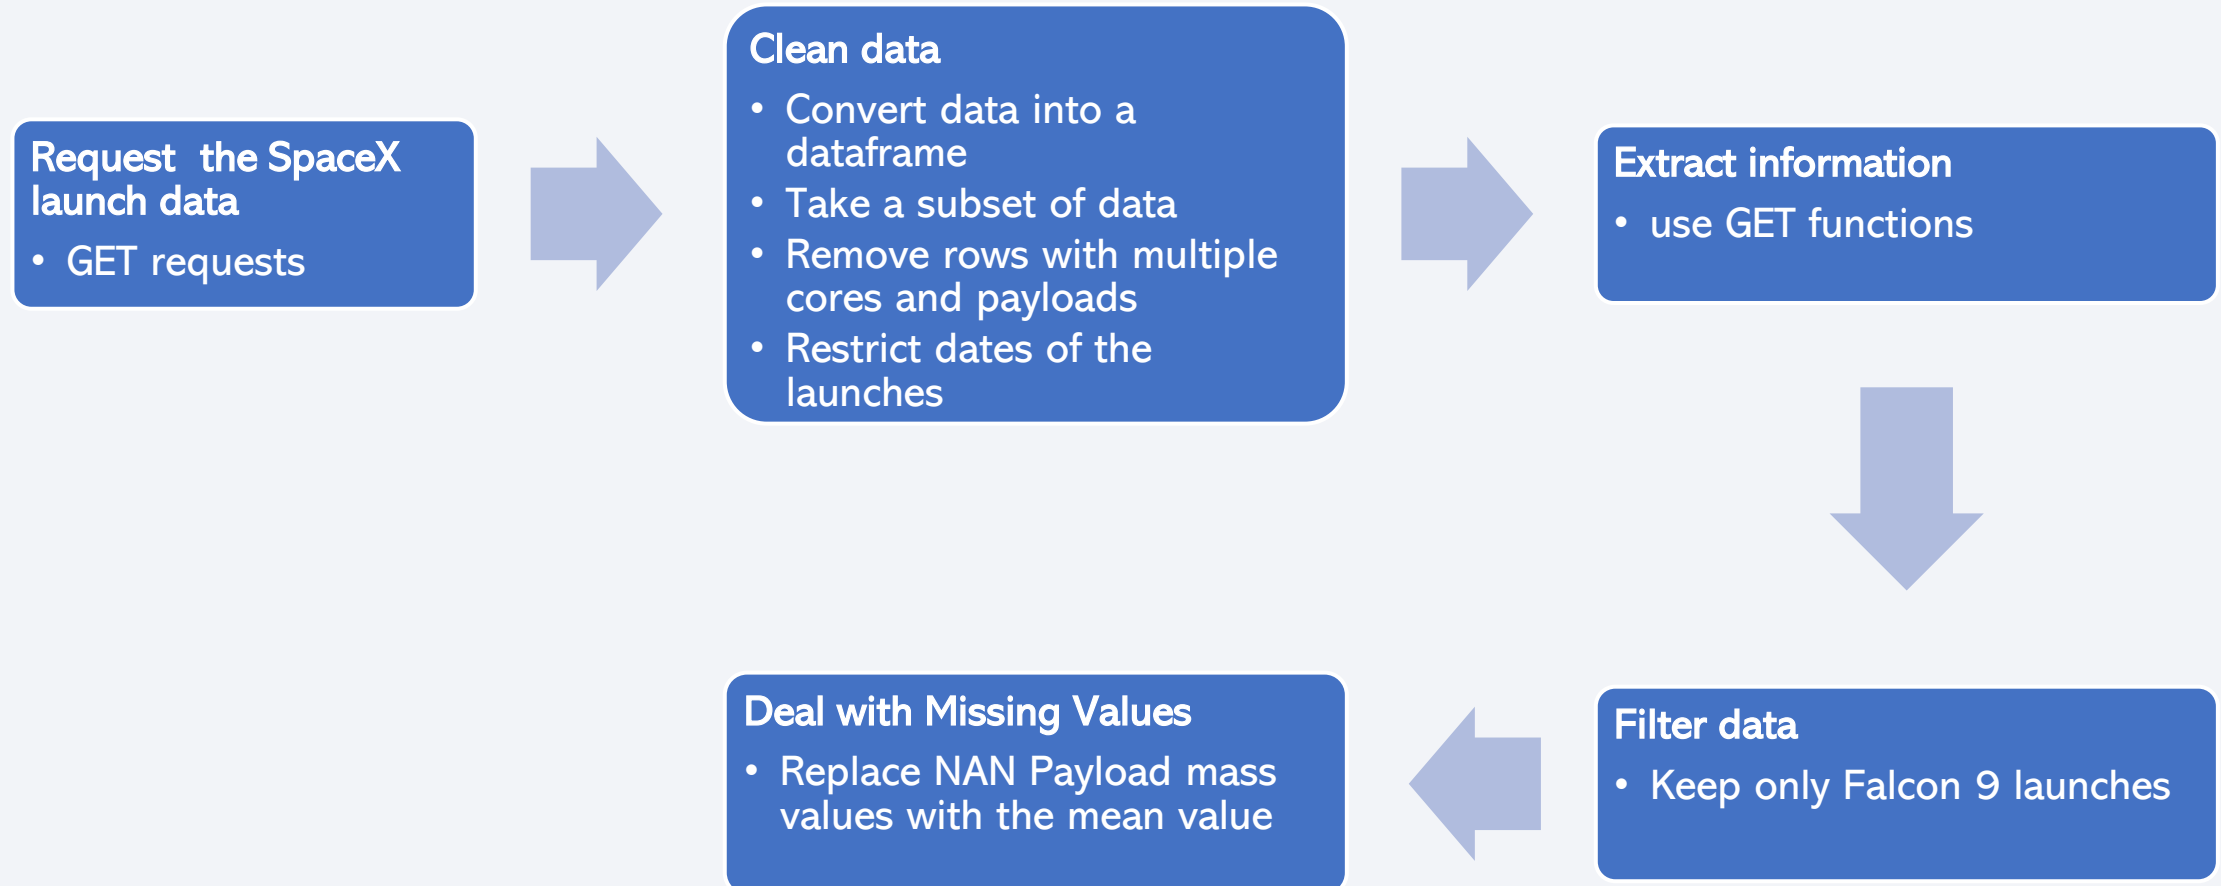 Request  the SpaceX
launch data
• GET requests
Clean data
• Convert data into a
dataframe
• Take a subset of data
• Remove rows with multiple
cores and payloads
• Restrict dates of the
launches
Extract information
• use GET functions
Filter data
• Keep only Falcon 9 launches
Deal with Missing Values
• Replace NAN Payload mass
values with the mean value